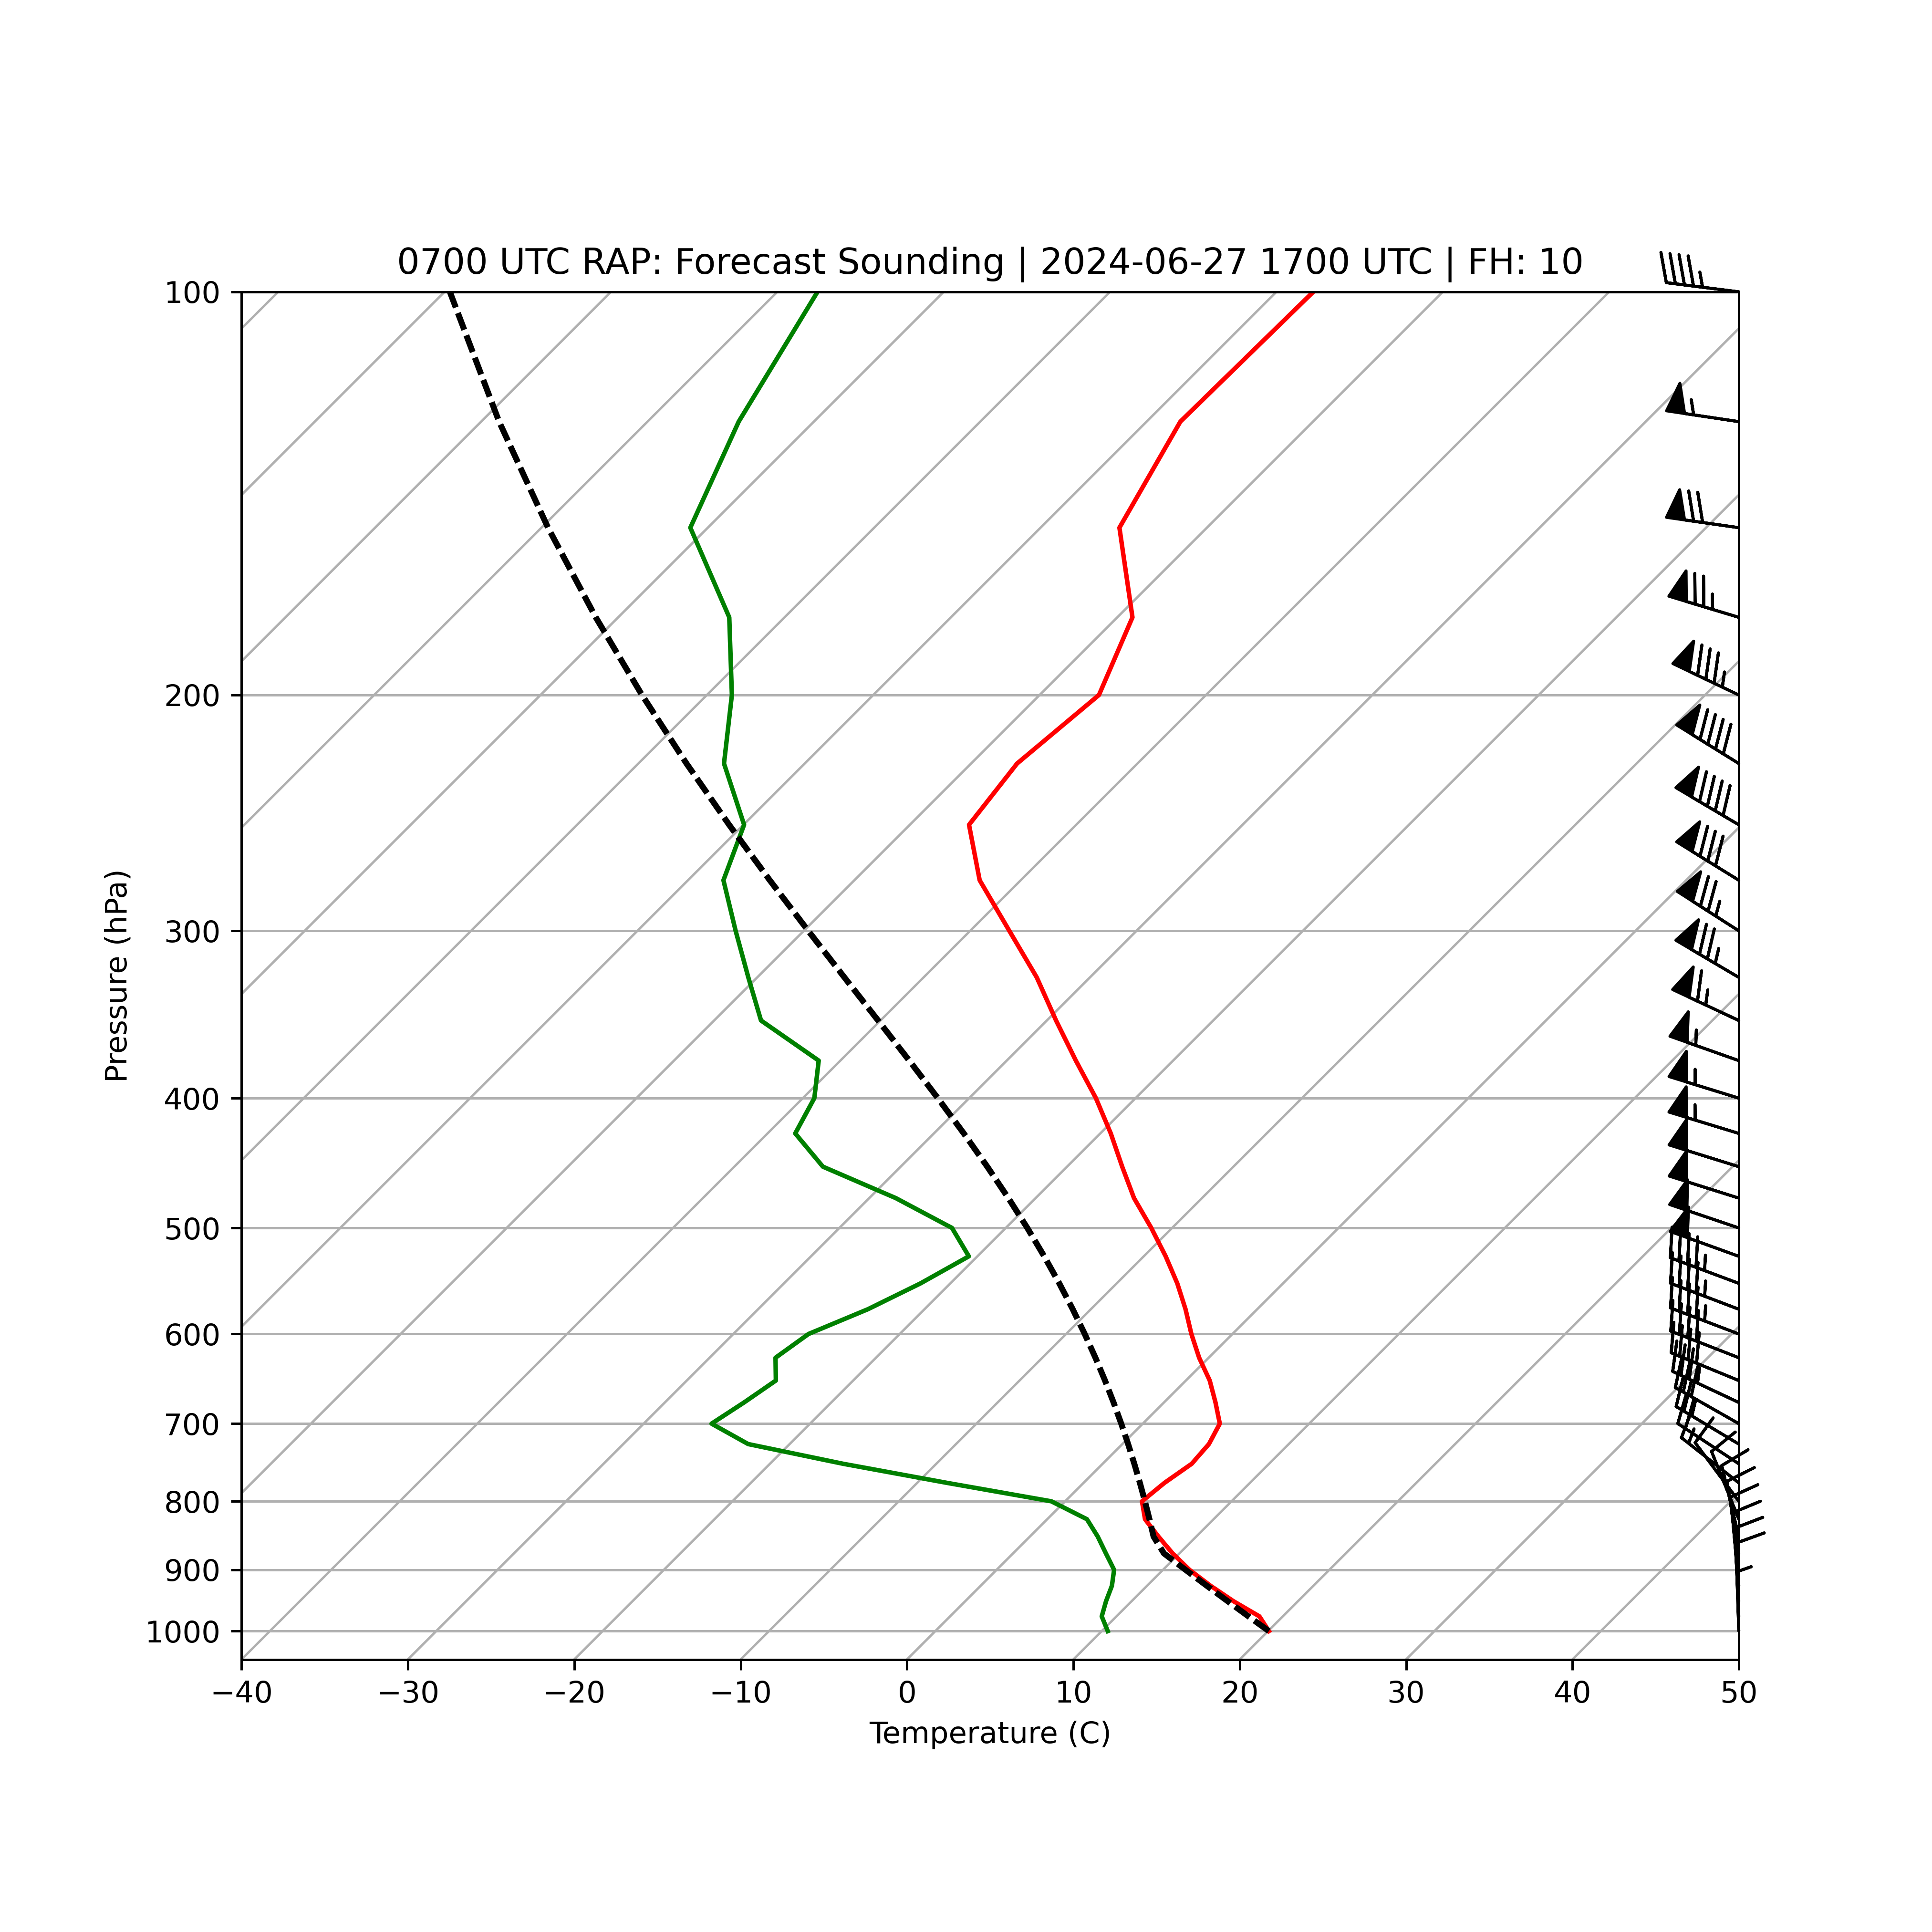 0700 UTC RAP: Forecast Sounding | 2024-06-27 1700 UTC | FH: 10
100
200
300
400
500
600
700
800
900
1000
Pressure (hPa)
−40 −30 −20 −10 0 10 20 30 40 50
Temperature (C)